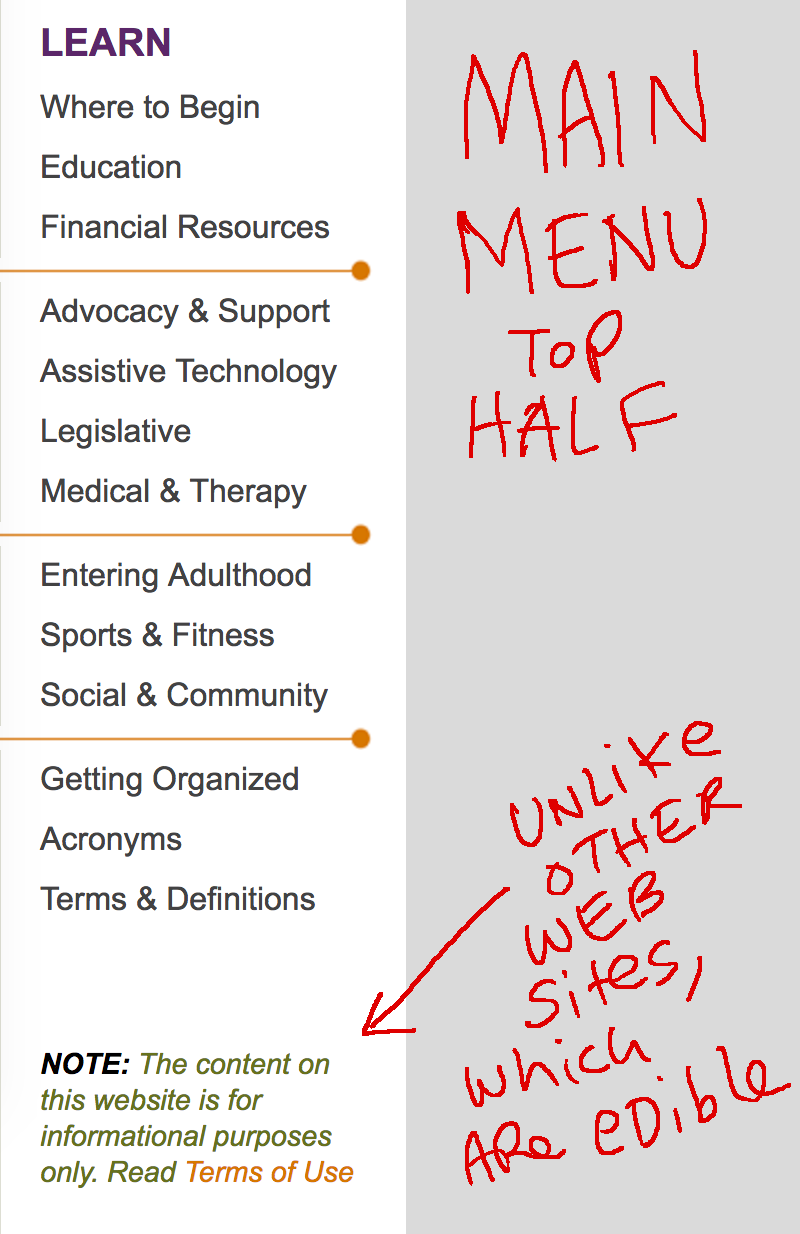 LEARN
Where to Begin
Education
Financial Resources
Advocacy & Support
Assistive Technology
Legislative
Medical & Therapy
Entering Adulthood
Sports & Fitness
Social & Community
Getting Organized
Acronyms
Terms & Definitions
NOTE: The content on
this website is for
informational purposes
only. Read Terms of Use
MAIN
MENU
TOP
HALF
UNLIKE
OTHER
WEB
SiTes,
which
ARe eDible